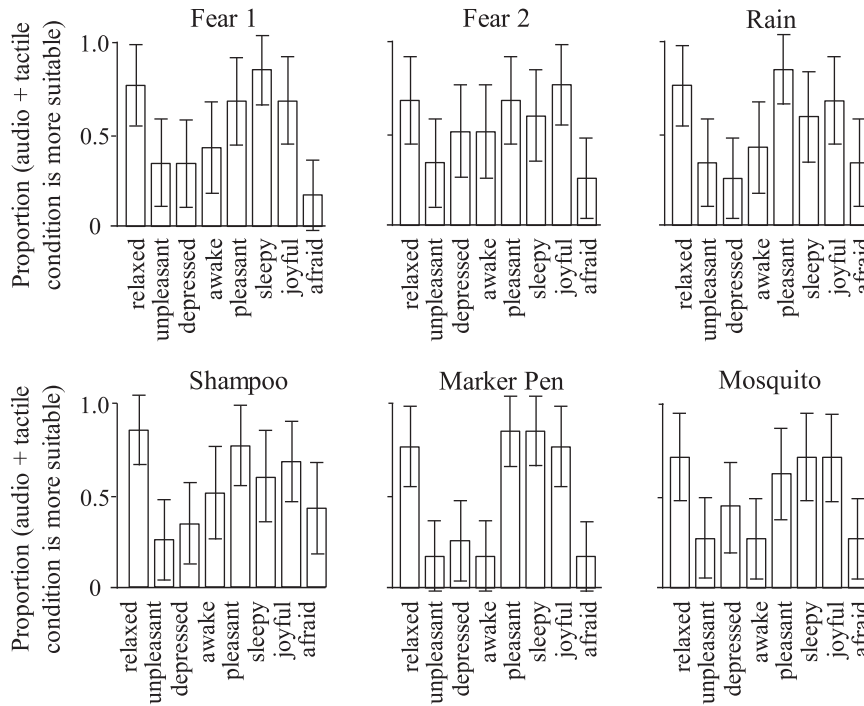 Fear 1
Fear 2
Rain
Proportion (audio + tactile
condition is more suitable)
1.0
0.5
0
relaxed
unpleasant
depressed
awake
pleasant
sleepy
joyful
afraid
relaxed
unpleasant
depressed
awake
pleasant
sleepy
joyful
afraid
relaxed
unpleasant
depressed
awake
pleasant
sleepy
joyful
afraid
Shampoo
Marker Pen
Mosquito
Proportion (audio + tactile
condition is more suitable)
1.0
0.5
0
relaxed
unpleasant
depressed
awake
pleasant
sleepy
joyful
afraid
relaxed
unpleasant
depressed
awake
pleasant
sleepy
joyful
afraid
relaxed
unpleasant
depressed
awake
pleasant
sleepy
joyful
afraid